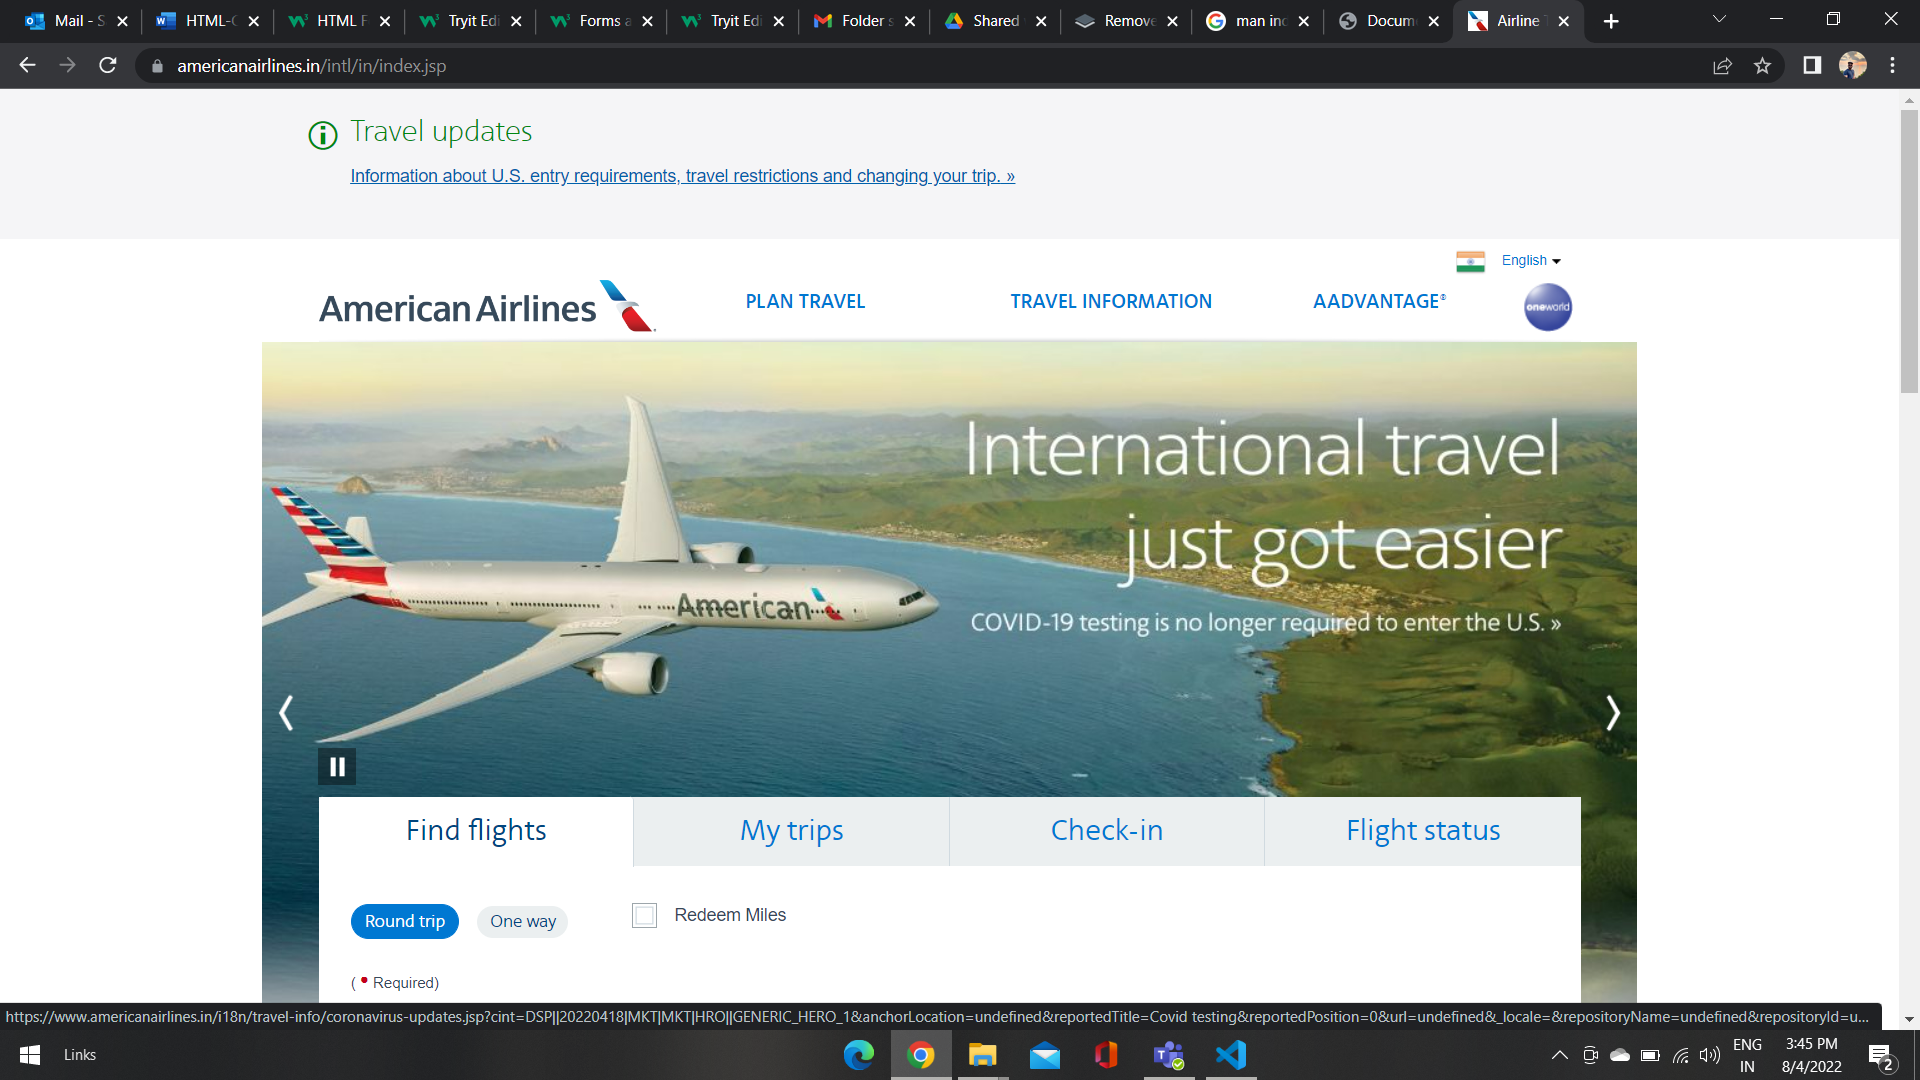 Mail - S
HTML-C
HTML F
Tryit Edi
Forms a
Tryit Edi
Folder s
Shared
Remove
man inc
Docum
Airline T
americanairlines.in/intl/in/index.jsp
Travel updates
Information about U.S. entry requirements, travel restrictions and changing your trip. »
English
American Airlines
PLAN TRAVEL
TRAVEL INFORMATION
AADVANTAGE®
oneworld
International travel
just got easier
COVID-19 testing is no longer required to enter the U.S. »
American
Find flights
My trips
Check-in
Flight status
Round trip
One way
Redeem Miles
( • Required)
https://www.americanairlines.in/i18n/travel-info/coronavirus-updates.jsp?cint=DSP||20220418|MKT|MKT|HRO||GENERIC_HERO_1&anchorLocation=undefined&reportedTitle=Covid testing&reportedPosition=0&url=undefined&_locale=&repositoryName=undefined&repositoryId=u...
Links
ENG
IN
3:45 PM
8/4/2022
2